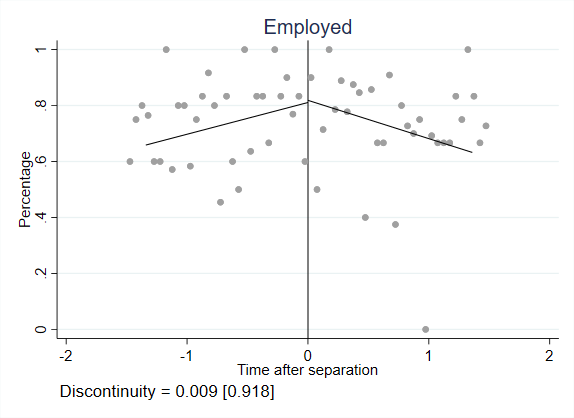 Employed
Percentage
1
.8
.6
.4
.2
0
-2 -1 0 1 2
Time after separation
Discontinuity = 0.009 [0.918]